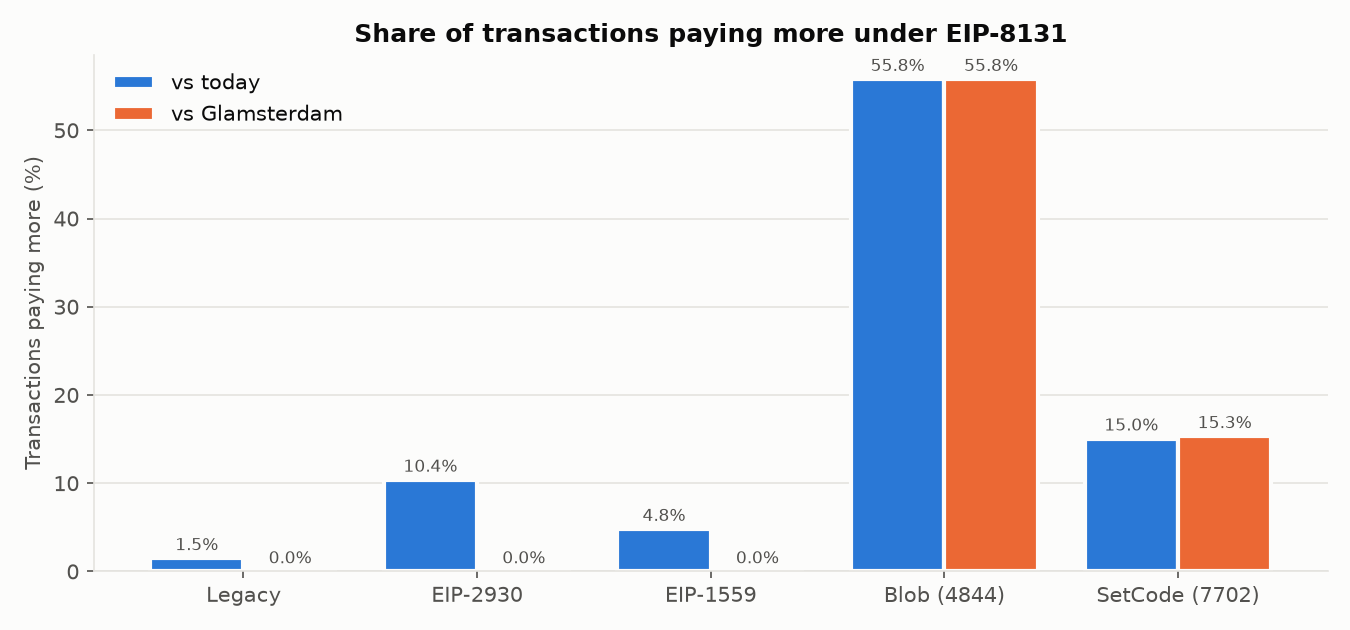 Share of transactions paying more under EIP-8131
vs today
vs Glamsterdam
Transactions paying more (%)
50
40
30
20
10
0
1.5%
0.0%
10.4%
0.0%
4.8%
0.0%
55.8%
55.8%
15.0%
15.3%
Legacy
EIP-2930
EIP-1559
Blob (4844)
SetCode (7702)